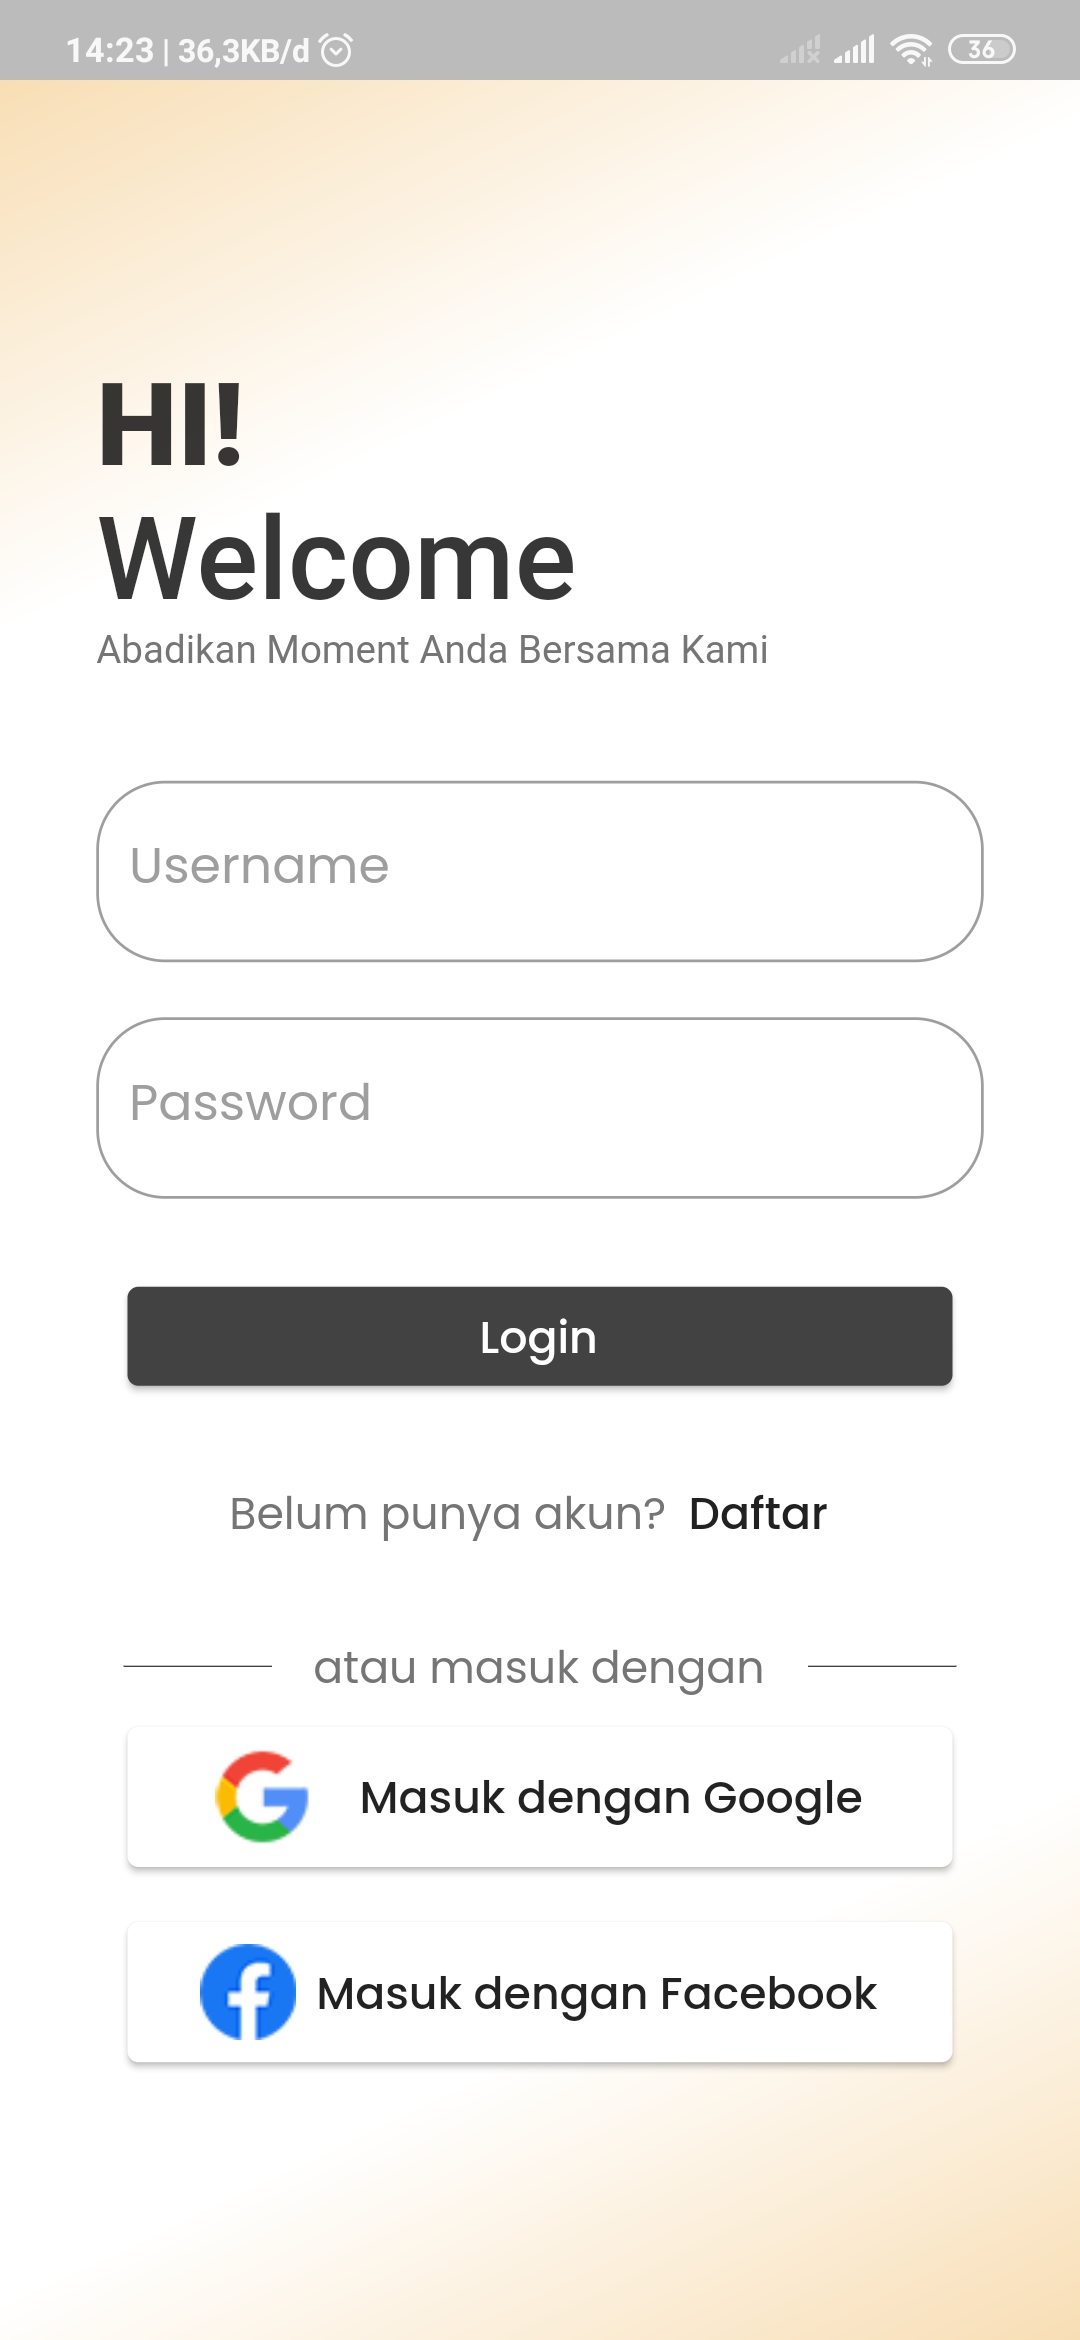 14:23 | 36,3KB/d
36
HI!
Welcome
Abadikan Moment Anda Bersama Kami
Username
Password
Login
Belum punya akun? Daftar
atau masuk dengan
Masuk dengan Google
Masuk dengan Facebook